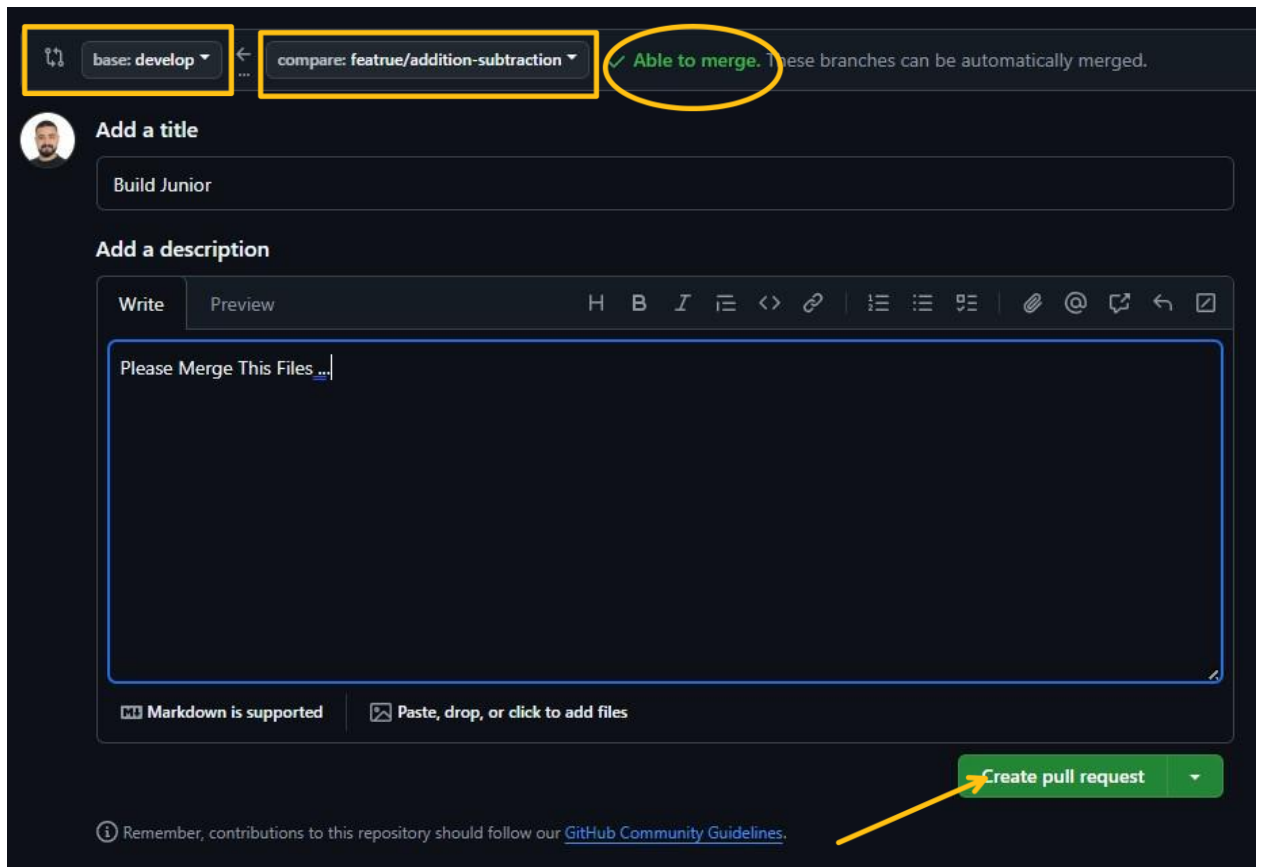 base: develop
compare: featrue/addition-subtraction
Able to merge. These branches can be automatically merged.
Add a title
Build Junior
Add a description
Write
Preview
H B I
Please Merge This Files ...
Markdown is supported
Paste, drop, or click to add files
Create pull request
Remember, contributions to this repository should follow our GitHub Community Guidelines.